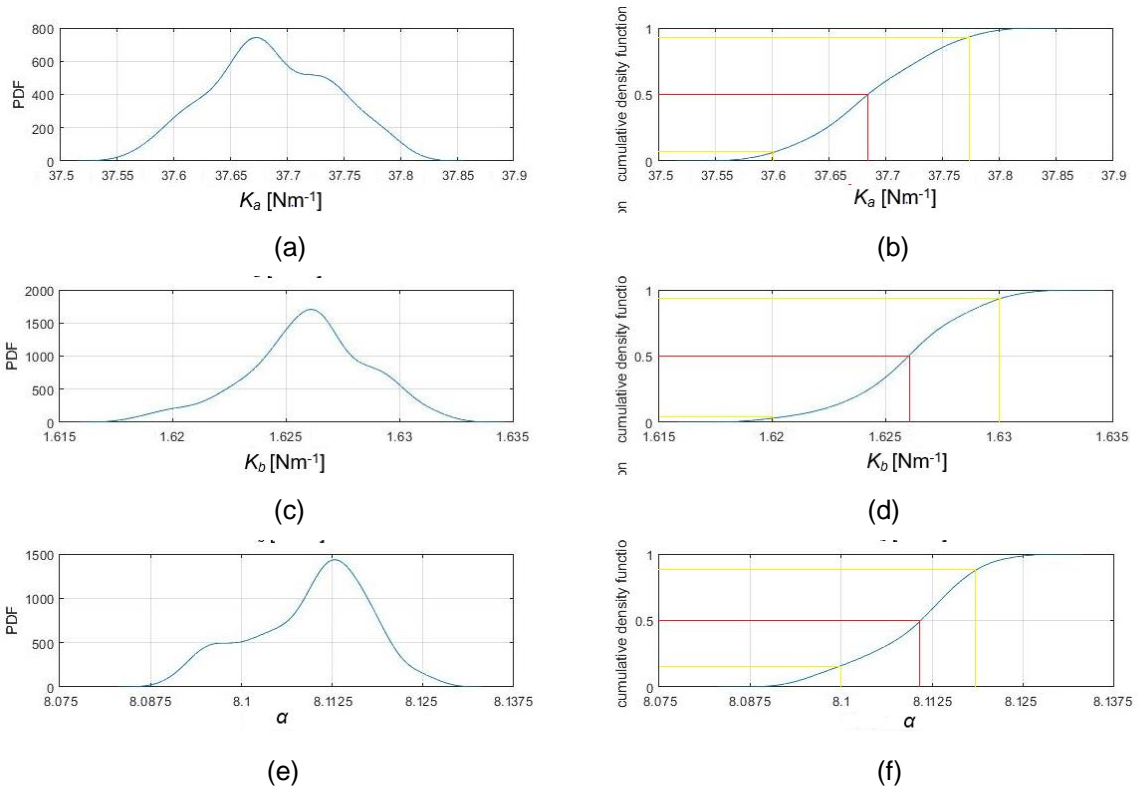 800
600
400
200
0
PDF
37.5 37.55 37.6 37.65 37.7 37.75 37.8 37.85 37.9
Kₐ [Nm⁻¹]
(a)
1
0.5
0
cumulative density function
37.5 37.55 37.6 37.65 37.7 37.75 37.8 37.85 37.9
Kₐ [Nm⁻¹]
(b)
2000
1500
1000
500
0
PDF
1.615 1.62 1.625 1.63 1.635
K_b [Nm⁻¹]
(c)
1
0.5
0
on cumulative density functio
1.615 1.62 1.625 1.63 1.635
K_b [Nm⁻¹]
(d)
1500
1000
500
0
PDF
8.075 8.0875 8.1 8.1125 8.125 8.1375
α
(e)
1
0.5
0
on cumulative density functio
8.075 8.0875 8.1 8.1125 8.125 8.1375
α
(f)